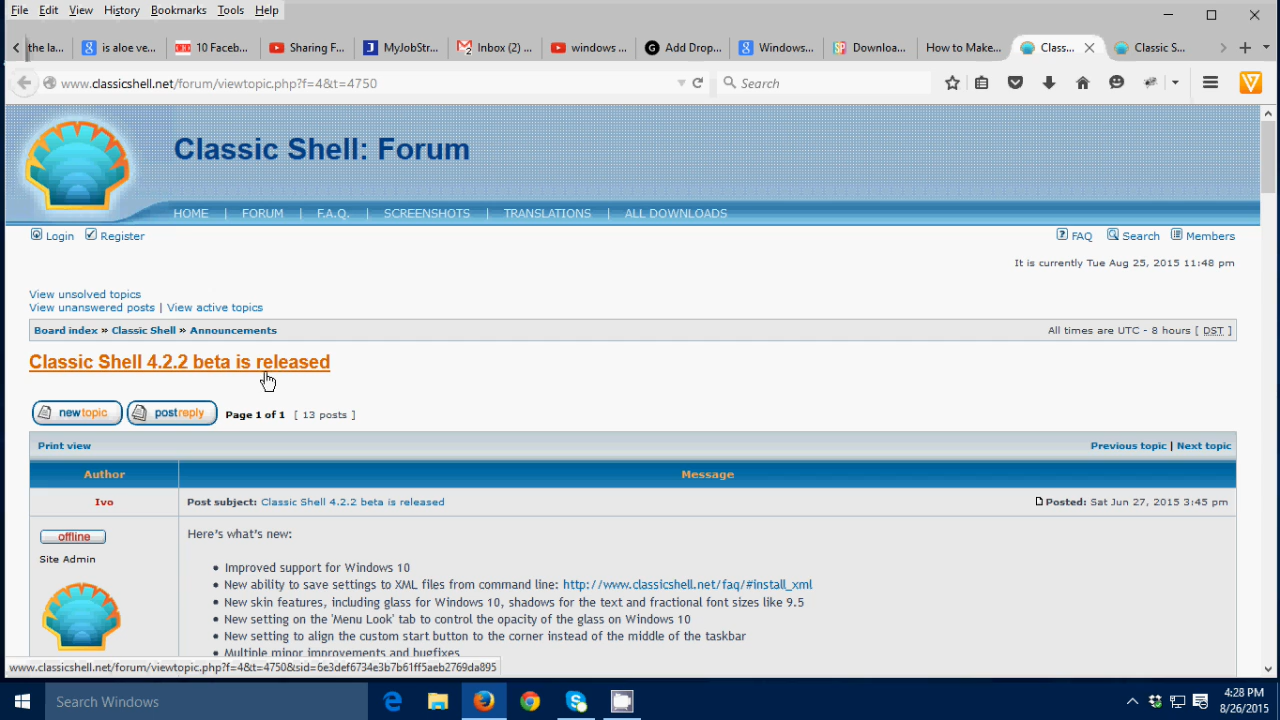 File Edit View History Bookmarks Tools Help
the la... is aloe ve... 10 Faceb... Sharing F... MyJobStr... Inbox (2) ... windows ... Add Drop... Windows... Downloa... How to Make... Class... Classic S...
www.classicshell.net/forum/viewtopic.php?f=4&t=4750 Search
Classic Shell: Forum
HOME | FORUM | F.A.Q. | SCREENSHOTS | TRANSLATIONS | ALL DOWNLOADS
Login Register FAQ Search Members
It is currently Tue Aug 25, 2015 11:48 pm
View unsolved topics
View unanswered posts | View active topics
Board index » Classic Shell » Announcements All times are UTC - 8 hours [ DST ]
Classic Shell 4.2.2 beta is released
newtopic postreply Page 1 of 1 [ 13 posts ]
Print view Previous topic | Next topic
Author Message
Ivo Post subject: Classic Shell 4.2.2 beta is released Posted: Sat Jun 27, 2015 3:45 pm
offline Here's what's new:
Site Admin
• Improved support for Windows 10
• New ability to save settings to XML files from command line: http://www.classicshell.net/faq/#install_xml
• New skin features, including glass for Windows 10, shadows for the text and fractional font sizes like 9.5
• New setting on the 'Menu Look' tab to control the opacity of the glass on Windows 10
• New setting to align the custom start button to the corner instead of the middle of the taskbar
• Multiple minor improvements and bugfixes
www.classicshell.net/forum/viewtopic.php?f=4&t=4750&sid=6e3def6734e3b7b61ff5aeb2769da895
Search Windows 4:28 PM
8/26/2015